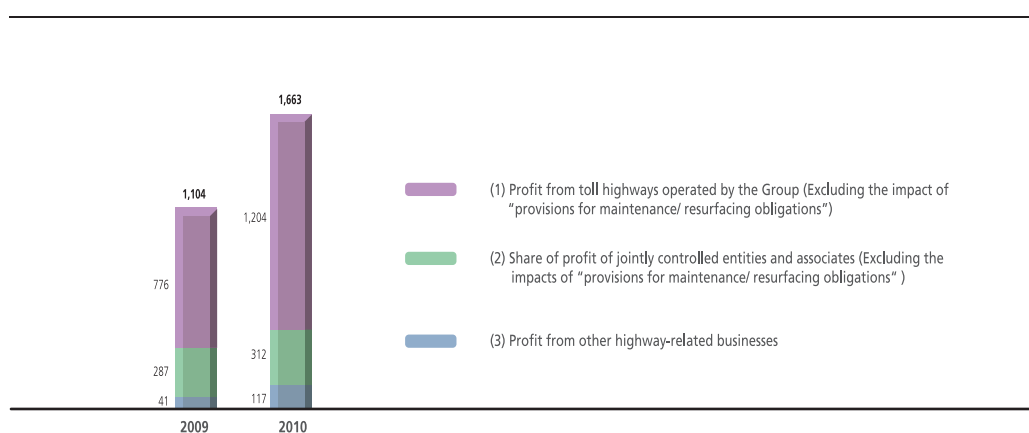 1,663
1,104
1,204
776
312
287
117
41
2009
2010
(1) Profit from toll highways operated by the Group (Excluding the impact of
“provisions for maintenance/ resurfacing obligations”)
(2) Share of profit of jointly controlled entities and associates (Excluding the
impacts of “provisions for maintenance/ resurfacing obligations“ )
(3) Profit from other highway-related businesses